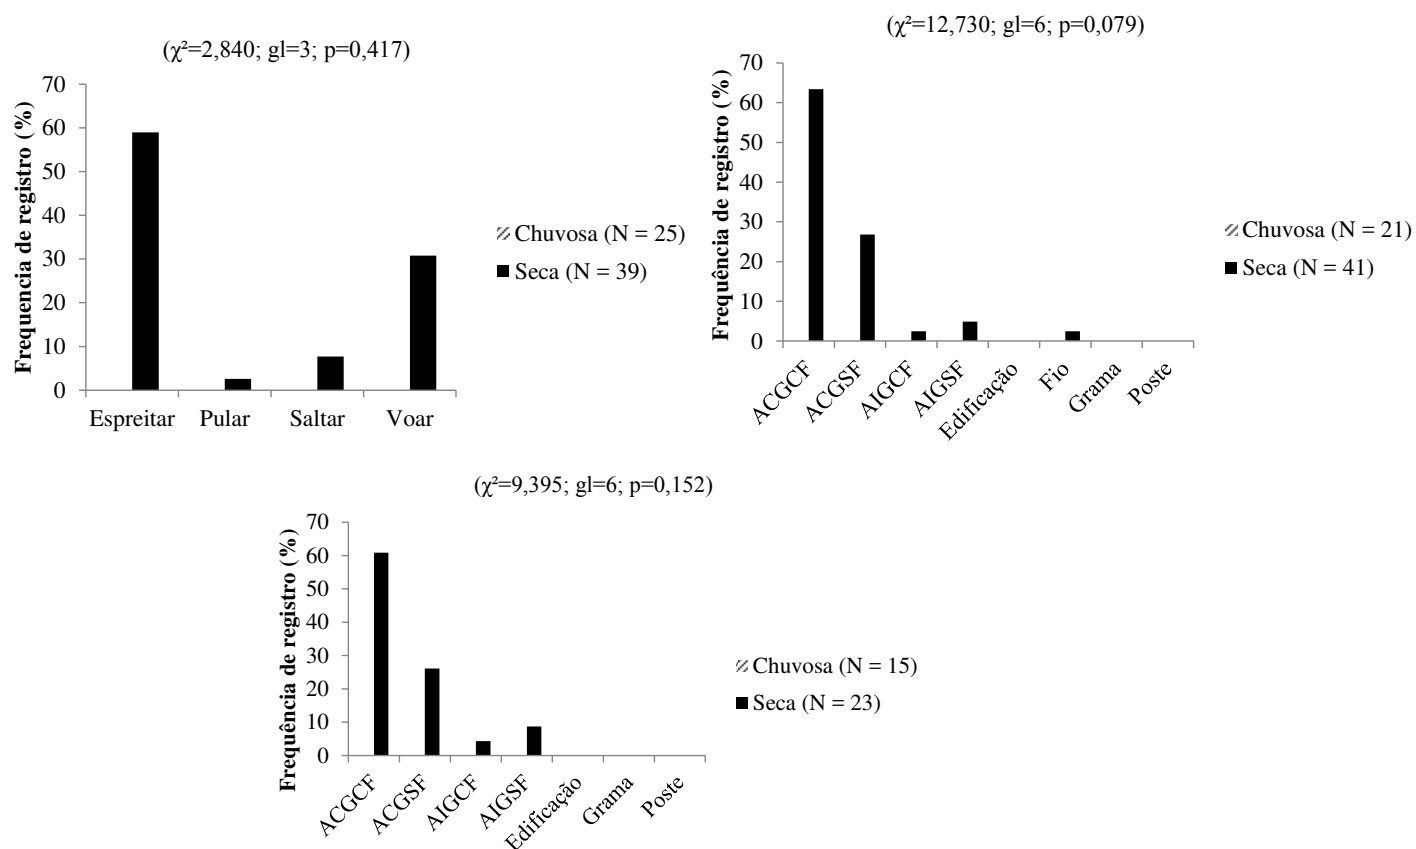 (χ²=2,840; gl=3; p=0,417)
Frequencia de registro (%)
70
60
50
40
30
20
10
0
Espreitar Pular Saltar Voar
Chuvosa (N = 25)
Seca (N = 39)
(χ²=12,730; gl=6; p=0,079)
Frequência de registro (%)
70
60
50
40
30
20
10
0
ACGCF
ACGSF
AIGCF
AIGSF
Edificação
Fio
Grama
Poste
Chuvosa (N = 21)
Seca (N = 41)
(χ²=9,395; gl=6; p=0,152)
Frequência de registro (%)
70
60
50
40
30
20
10
0
ACGCF
ACGSF
AIGCF
AIGSF
Edificação
Grama
Poste
Chuvosa (N = 15)
Seca (N = 23)